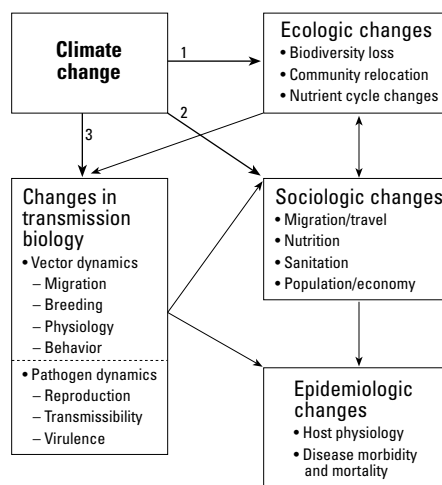 Climate
change
1
2
3
Ecologic changes
• Biodiversity loss
• Community relocation
• Nutrient cycle changes
Changes in
transmission
biology
• Vector dynamics
– Migration
– Breeding
– Physiology
– Behavior
• Pathogen dynamics
– Reproduction
– Transmissibility
– Virulence
Sociologic changes
• Migration/travel
• Nutrition
• Sanitation
• Population/economy
Epidemiologic
changes
• Host physiology
• Disease morbidity
and mortality